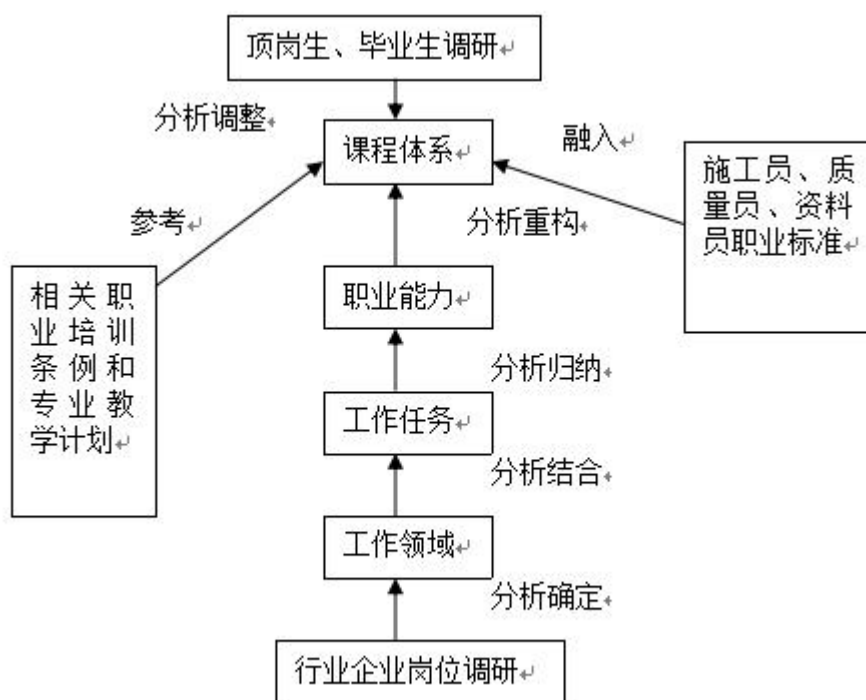 顶岗生、毕业生调研
分析调整
课程体系
融入
施工员、质
量员、资料
员职业标准
参考
分析重构
相关职
业培训
条例和
专业教
学计划
职业能力
分析归纳
工作任务
分析结合
工作领域
分析确定
行业企业岗位调研